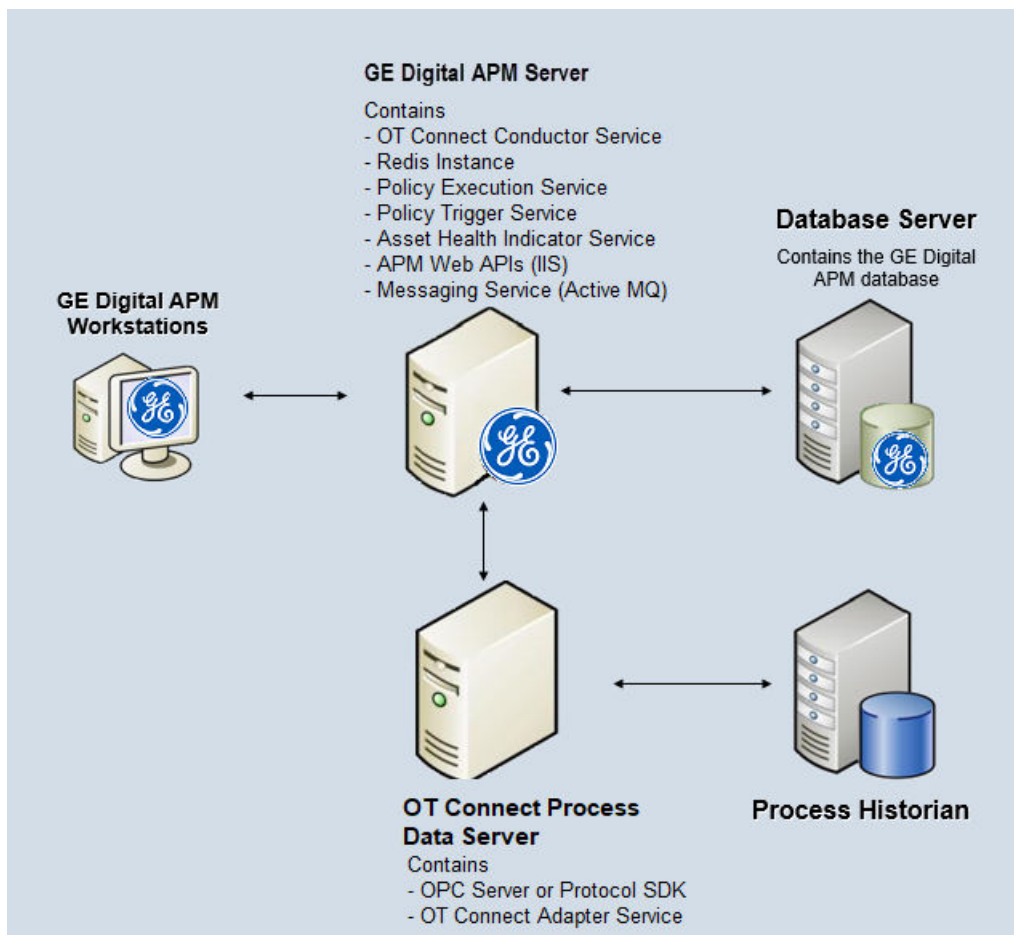 GE Digital APM Server
Contains
- OT Connect Conductor Service
- Redis Instance
- Policy Execution Service
- Policy Trigger Service
- Asset Health Indicator Service
- APM Web APIs (IIS)
- Messaging Service (Active MQ)
Database Server
Contains the GE Digital
APM database
GE Digital APM
Workstations
GE
GE
GE
OT Connect Process
Data Server
Contains
- OPC Server or Protocol SDK
- OT Connect Adapter Service
Process Historian